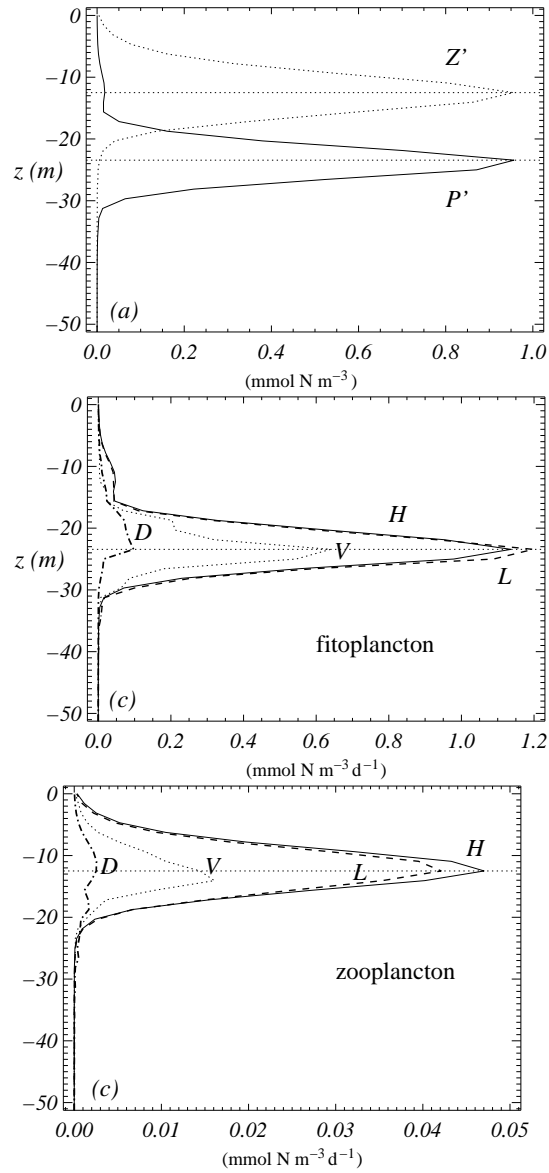 0
−10
−20
−30
−40
−50
z (m)
Z’
P’
(a)
0.0 0.2 0.4 0.6 0.8 1.0
(mmol N m−3)
0
−10
−20
−30
−40
−50
z (m)
H
D
V
L
fitoplancton
(c)
0.0 0.2 0.4 0.6 0.8 1.0 1.2
(mmol N m−3 d−1)
0
−10
−20
−30
−40
−50
z (m)
H
D V L
zooplancton
(c)
0.00 0.01 0.02 0.03 0.04 0.05
(mmol N m−3 d−1)